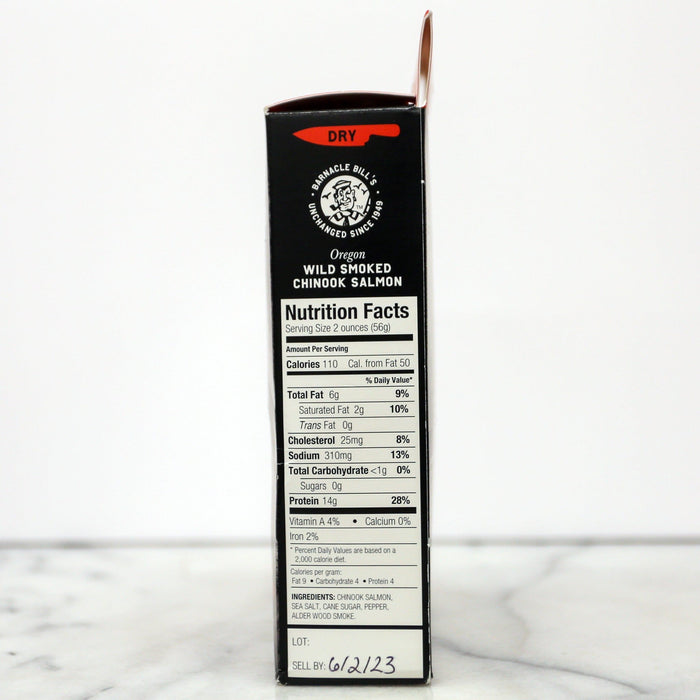 DRY
· BARNACLE BILL'S ·
UNCHANGED SINCE 1949
TM
Oregon
WILD SMOKED
CHINOOK SALMON
Nutrition Facts
Serving Size 2 ounces (56g)
Amount Per Serving
Calories 110 Cal. from Fat 50
% Daily Value*
Total Fat 6g 9%
Saturated Fat 2g 10%
Trans Fat 0g
Cholesterol 25mg 8%
Sodium 310mg 13%
Total Carbohydrate <1g 0%
Sugars 0g
Protein 14g 28%
Vitamin A 4% • Calcium 0%
Iron 2%
* Percent Daily Values are based on a
2,000 calorie diet.
Calories per gram:
Fat 9 • Carbohydrate 4 • Protein 4
INGREDIENTS: CHINOOK SALMON,
SEA SALT, CANE SUGAR, PEPPER,
ALDER WOOD SMOKE.
LOT:
SELL BY: 6/2/23